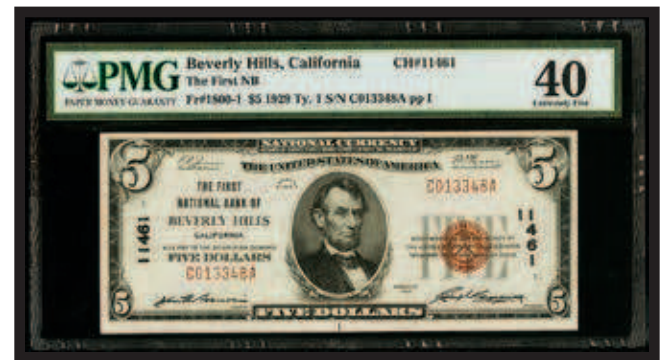 PMG
PAPER MONEY GUARANTY
Beverly Hills, California CH#11461
The First NB
Fr#1800-1 $5 1929 Ty. 1 S/N C013348A pp I
40
Extremely Fine
NATIONAL CURRENCY
THE UNITED STATES OF AMERICA
5
5
THE FIRST
NATIONAL BANK OF
BEVERLY HILLS
CALIFORNIA
FIVE DOLLARS
C013348A
C013348A
11461
11461
5
5
FIVE DOLLARS